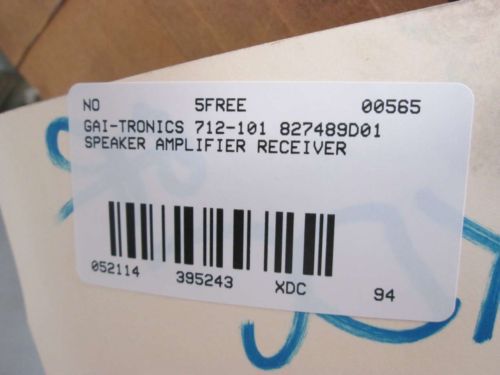 NO 5FREE 00565
GAI-TRONICS 712-101 827489D01
SPEAKER AMPLIFIER RECEIVER
052114 395243 XDC 94